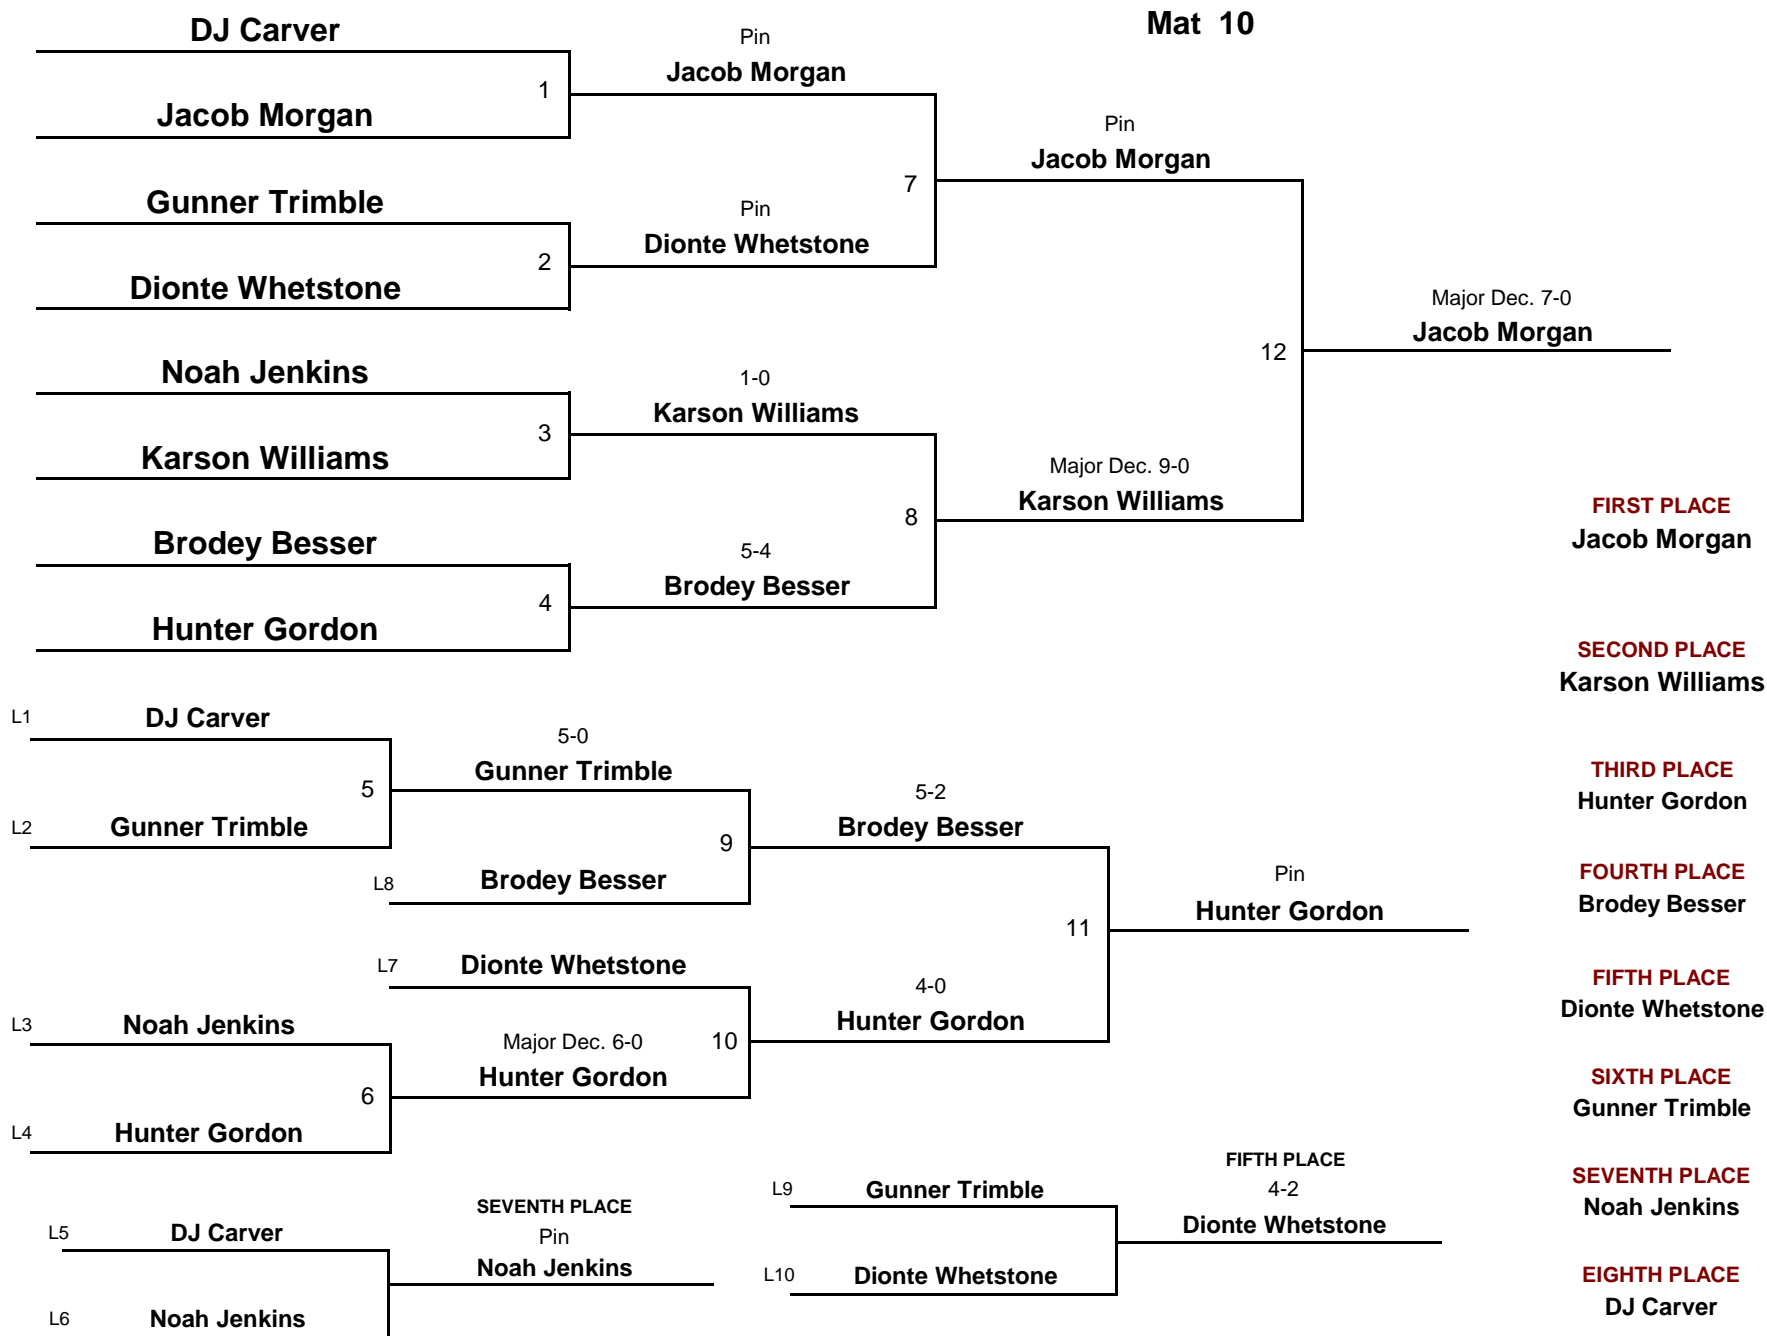 Mat 10
DJ Carver
1
Jacob Morgan
Pin
Jacob Morgan
Gunner Trimble
2
Dionte Whetstone
Pin
Dionte Whetstone
7
Pin
Jacob Morgan
Noah Jenkins
3
Karson Williams
1-0
Karson Williams
Brodey Besser
4
Hunter Gordon
5-4
Brodey Besser
8
Major Dec. 9-0
Karson Williams
12
Major Dec. 7-0
Jacob Morgan
L1 DJ Carver
5
L2 Gunner Trimble
5-0
Gunner Trimble
L8 Brodey Besser
9
5-2
Brodey Besser
L7 Dionte Whetstone
L3 Noah Jenkins
6
L4 Hunter Gordon
Major Dec. 6-0
Hunter Gordon
10
4-0
Hunter Gordon
11
Pin
Hunter Gordon
L5 DJ Carver
L6 Noah Jenkins
SEVENTH PLACE
Pin
Noah Jenkins
L9 Gunner Trimble
L10 Dionte Whetstone
FIFTH PLACE
4-2
Dionte Whetstone
FIRST PLACE
Jacob Morgan
SECOND PLACE
Karson Williams
THIRD PLACE
Hunter Gordon
FOURTH PLACE
Brodey Besser
FIFTH PLACE
Dionte Whetstone
SIXTH PLACE
Gunner Trimble
SEVENTH PLACE
Noah Jenkins
EIGHTH PLACE
DJ Carver